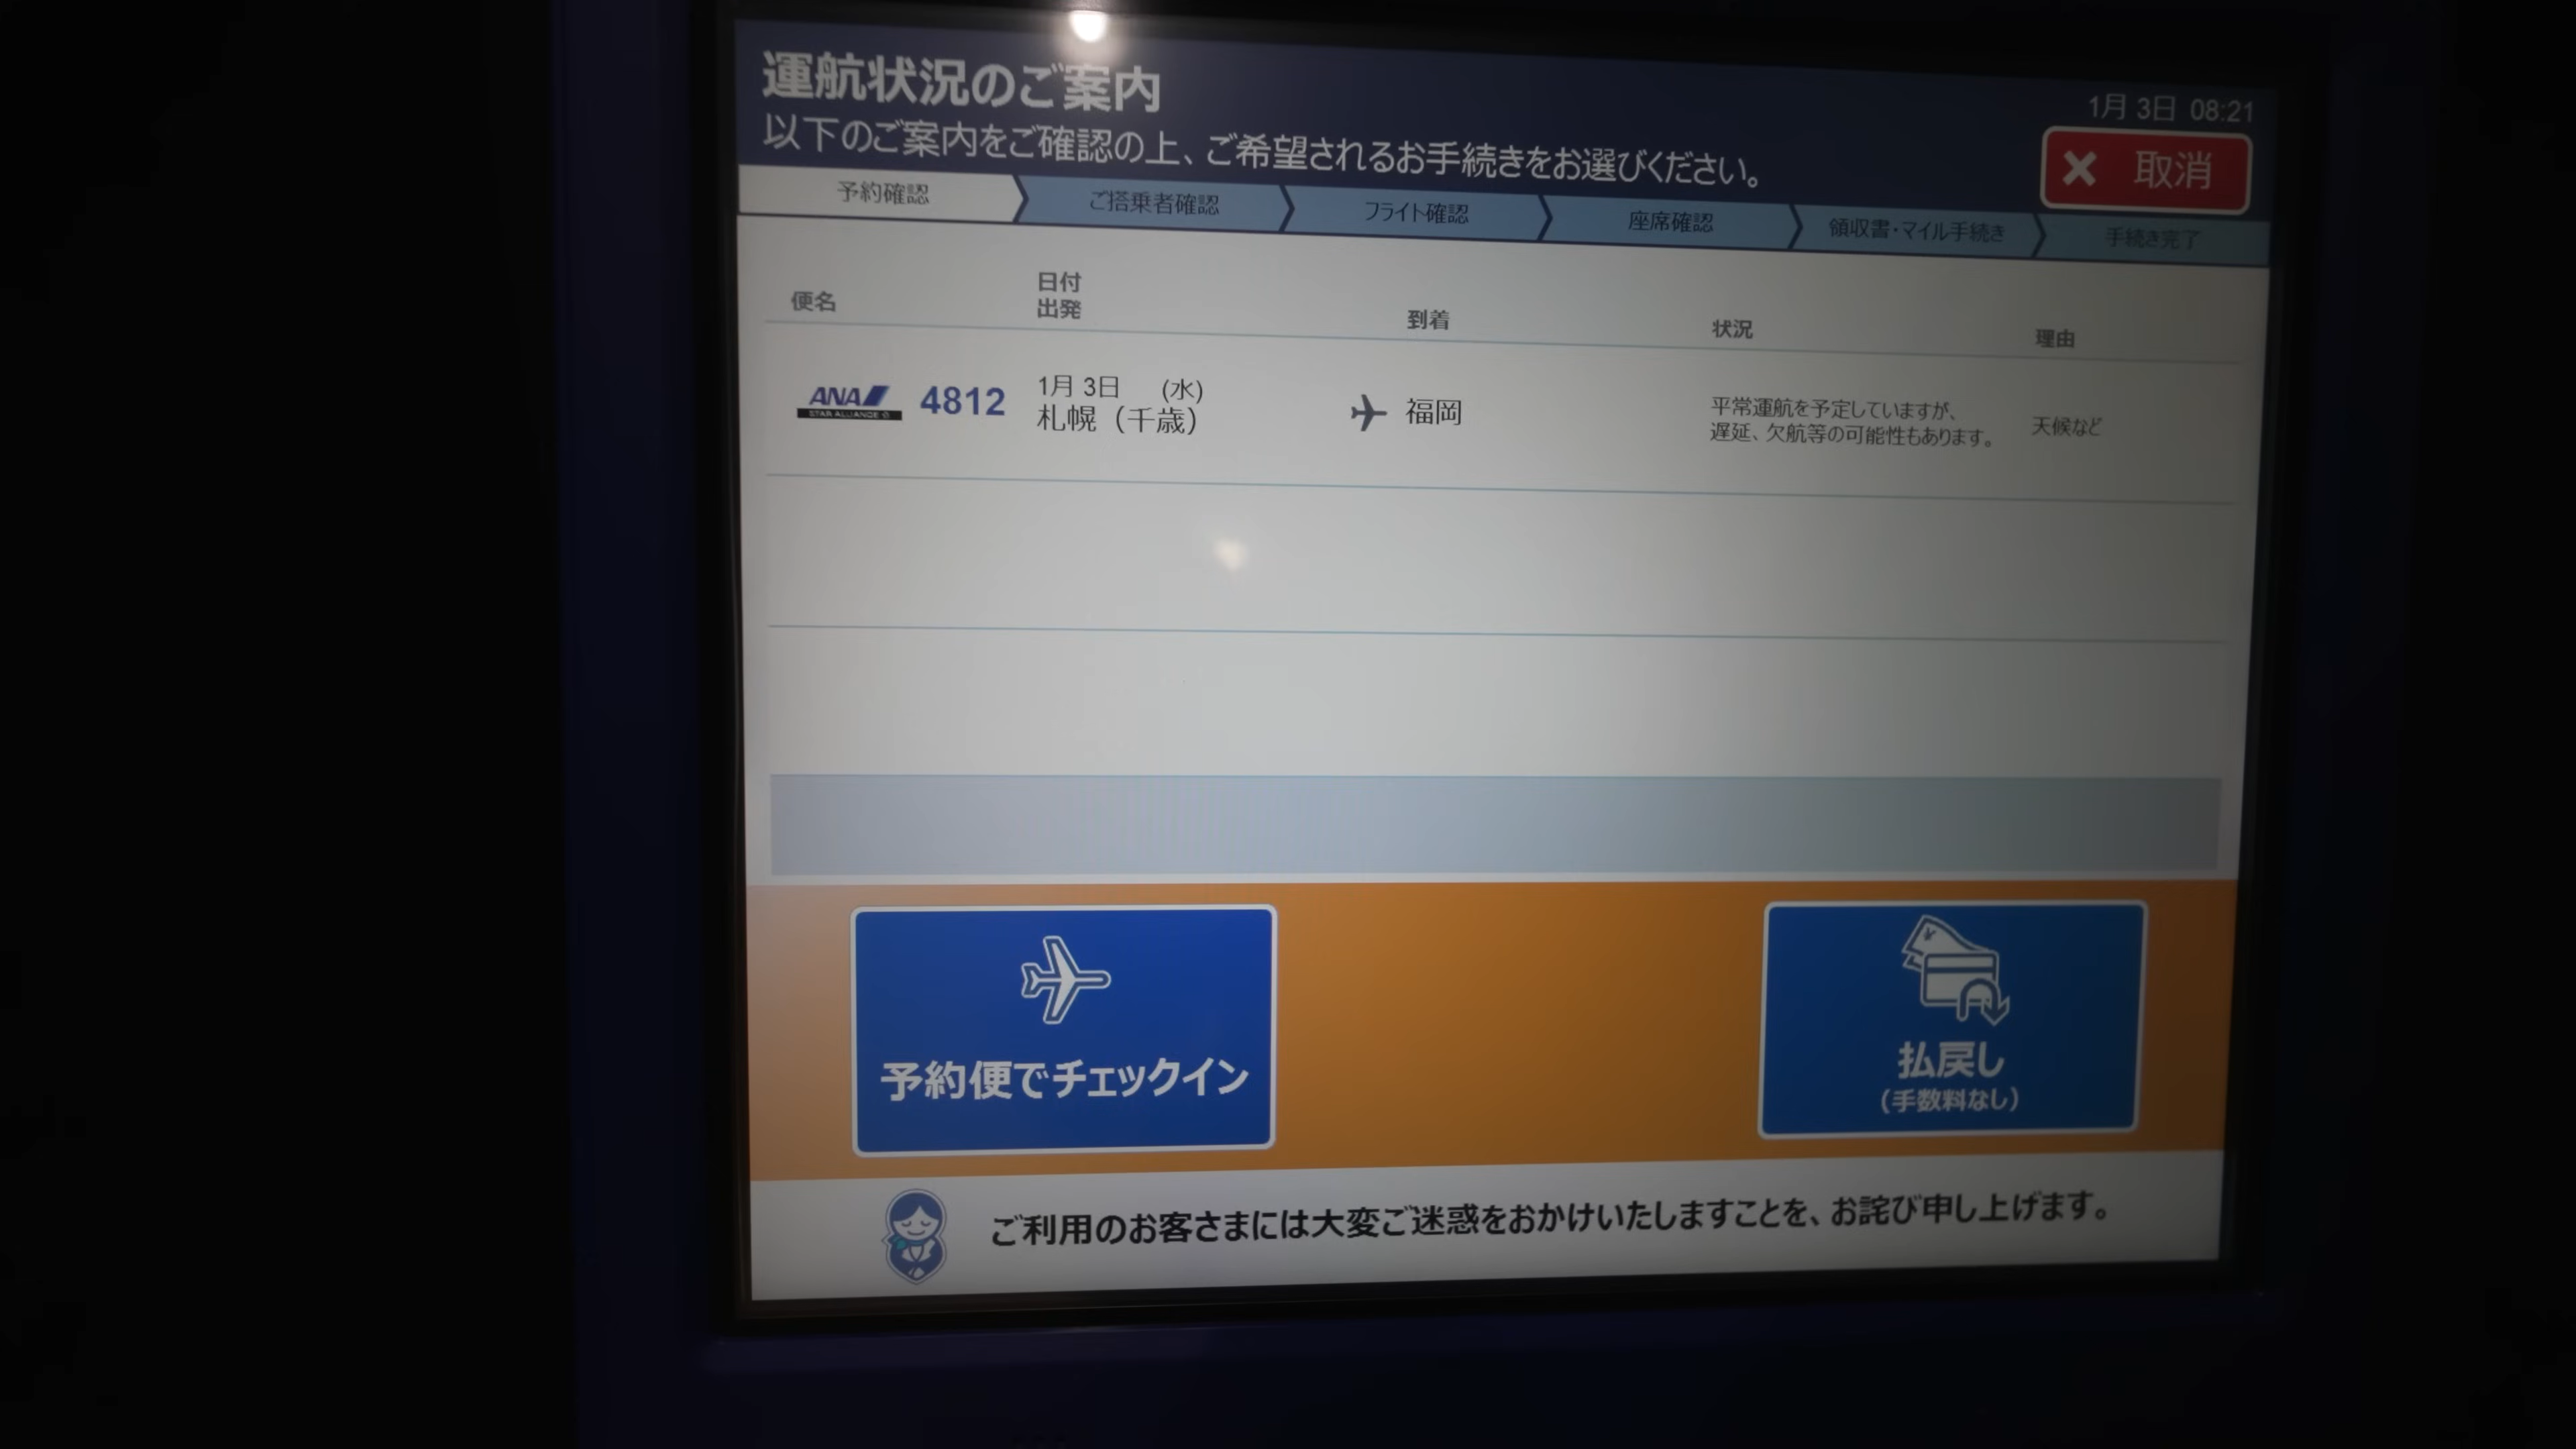 運航状況のご案内
1月 3日 08:21
以下のご案内をご確認の上、ご希望されるお手続きをお選びください。
取消
予約確認 ご搭乗者確認 フライト確認 座席確認 領収書・マイル手続き 手続き完了
便名 日付 出発 到着 状況 理由
ANA 4812
STAR ALLIANCE
1月 3日 (水)
札幌（千歳）
福岡
平常運航を予定していますが、
遅延、欠航等の可能性もあります。
天候など
予約便でチェックイン
払戻し
（手数料なし）
ご利用のお客さまには大変ご迷惑をおかけいたしますことを、お詫び申し上げます。